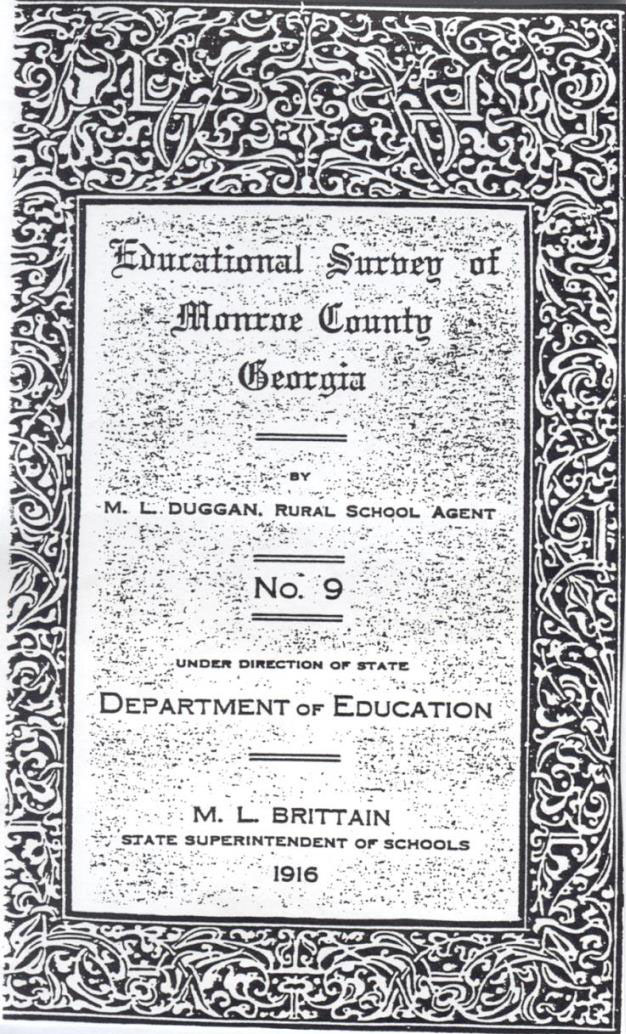 Educational Survey of
Monroe County
Georgia
BY
M. L. DUGGAN, RURAL SCHOOL AGENT
No. 9
UNDER DIRECTION OF STATE
DEPARTMENT OF EDUCATION
M. L. BRITTAIN
STATE SUPERINTENDENT OF SCHOOLS
1916